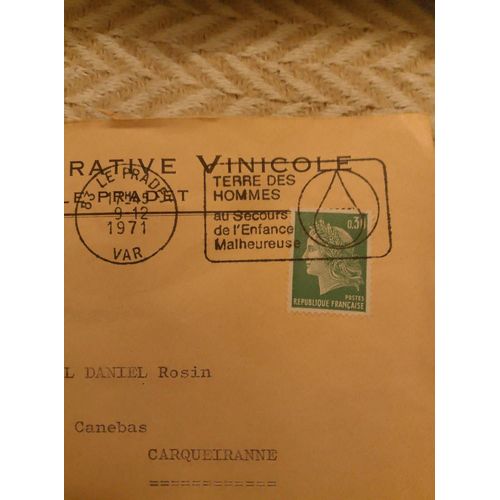 RATIVE VINICOLE
LE PRADET
83 LE PRADET
9-12
1971
VAR
TERRE DES
HOMMES
au Secours
de l'Enfance
Malheureuse
0,30
POSTES
REPUBLIQUE FRANÇAISE
L DANIEL Rosin
Canebas
CARQUEIRANNE
============